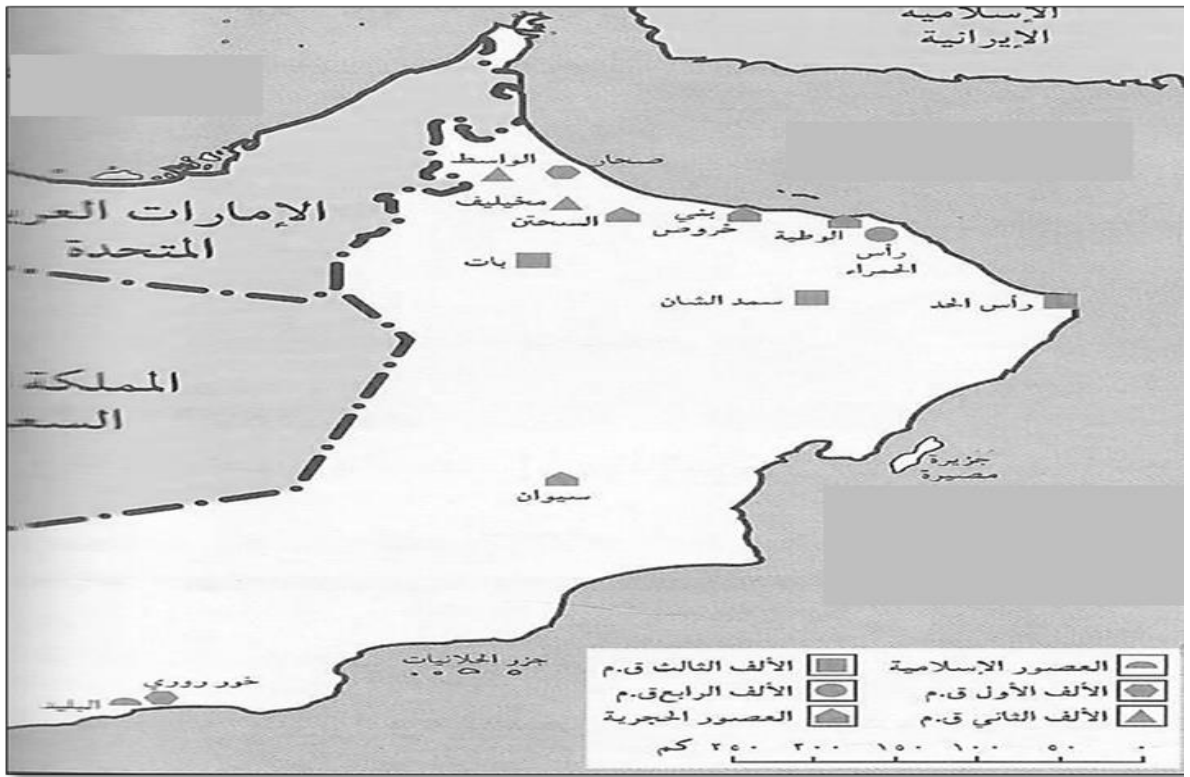 الإسلامية
الإيرانية
الواسط
صحار
مخيليف
السحتن
بني
خروص
الوطية
رأس
الحمراء
الإمارات العر
المتحدة
بات
سمد الشان
رأس الحد
المملكة
السع
جزيرة
مصيرة
سيوان
جزر الحلانيات
خور روري
البليد
العصور الإسلامية
الألف الثالث ق.م
الألف الأول ق.م
الألف الرابع ق.م
الألف الثاني ق.م
العصور الحجرية
٠ ٥٠ ١٠٠ ١٥٠ ٢٠٠ ٢٥٠ كم